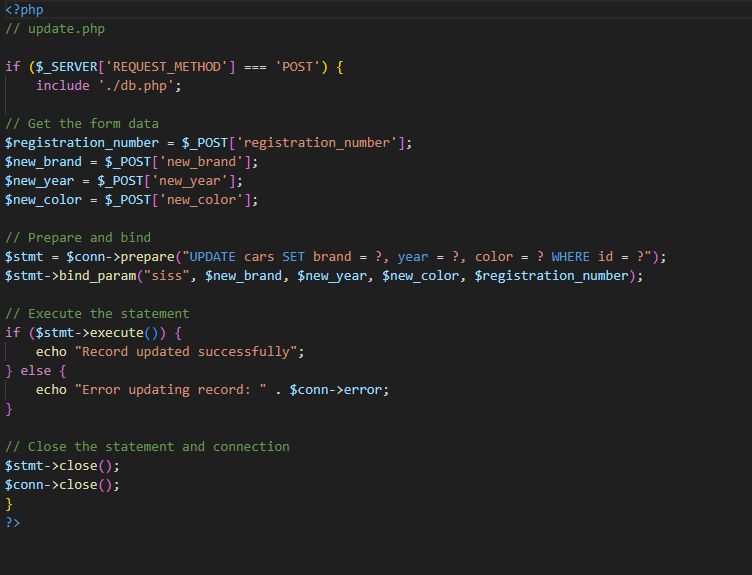 <?php
// update.php
if ($_SERVER['REQUEST_METHOD'] === 'POST') {
    include './db.php';
// Get the form data
$registration_number = $_POST['registration_number'];
$new_brand = $_POST['new_brand'];
$new_year = $_POST['new_year'];
$new_color = $_POST['new_color'];
// Prepare and bind
$stmt = $conn->prepare("UPDATE cars SET brand = ?, year = ?, color = ? WHERE id = ?");
$stmt->bind_param("siss", $new_brand, $new_year, $new_color, $registration_number);
// Execute the statement
if ($stmt->execute()) {
    echo "Record updated successfully";
} else {
    echo "Error updating record: " . $conn->error;
}
// Close the statement and connection
$stmt->close();
$conn->close();
}
?>